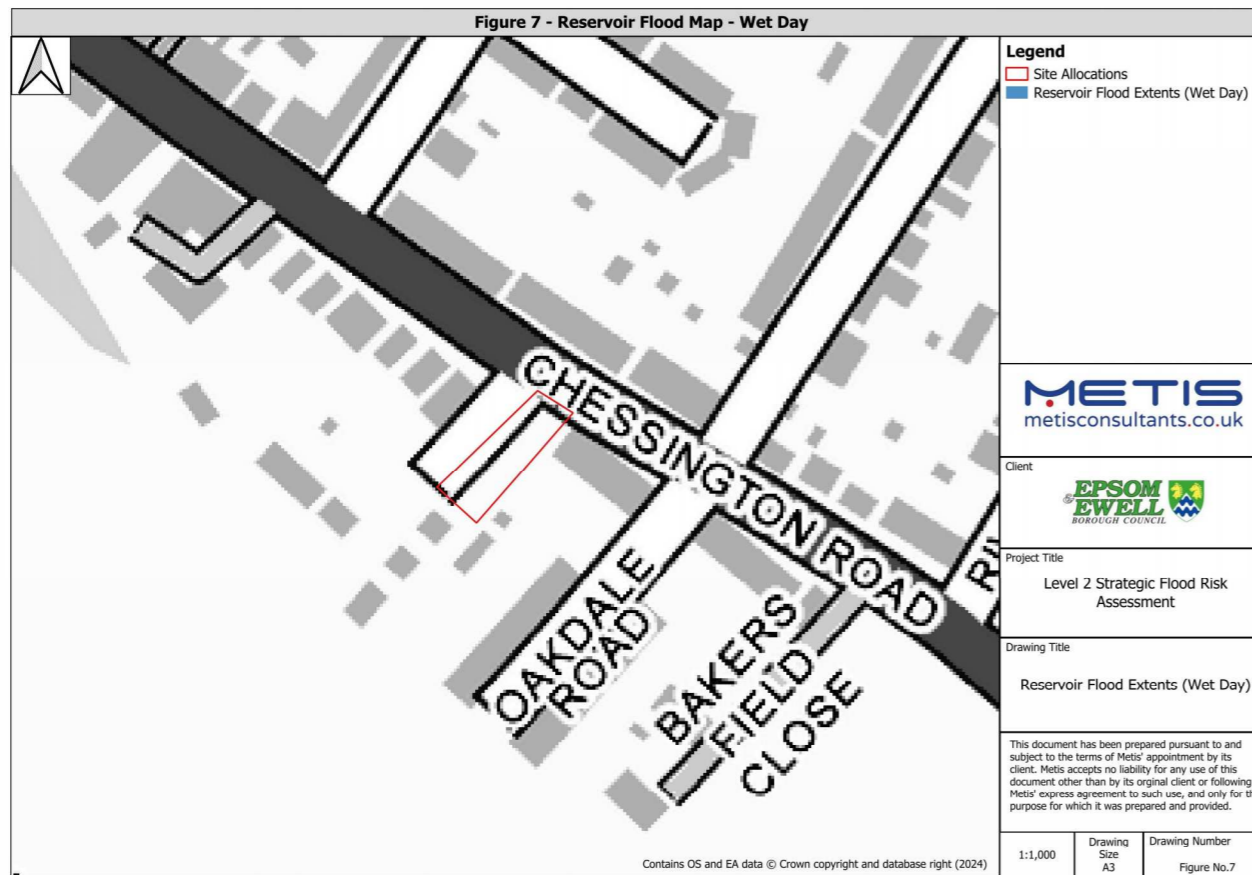 Figure 7 - Reservoir Flood Map - Wet Day
CHESSINGTON ROAD
OAKDALE
ROAD
BAKERS
FIELD
CLOSE
Contains OS and EA data © Crown copyright and database right (2024)
Legend
Site Allocations
Reservoir Flood Extents (Wet Day)
METIS
metisconsultants.co.uk
Client
EPSOM
& EWELL
BOROUGH COUNCIL
Project Title
Level 2 Strategic Flood Risk
Assessment
Drawing Title
Reservoir Flood Extents (Wet Day)
This document has been prepared pursuant to and
subject to the terms of Metis' appointment by its
client. Metis accepts no liability for any use of this
document other than by its orginal client or following
Metis' express agreement to such use, and only for th
purpose for which it was prepared and provided.
1:1,000
Drawing
Size
A3
Drawing Number
Figure No.7